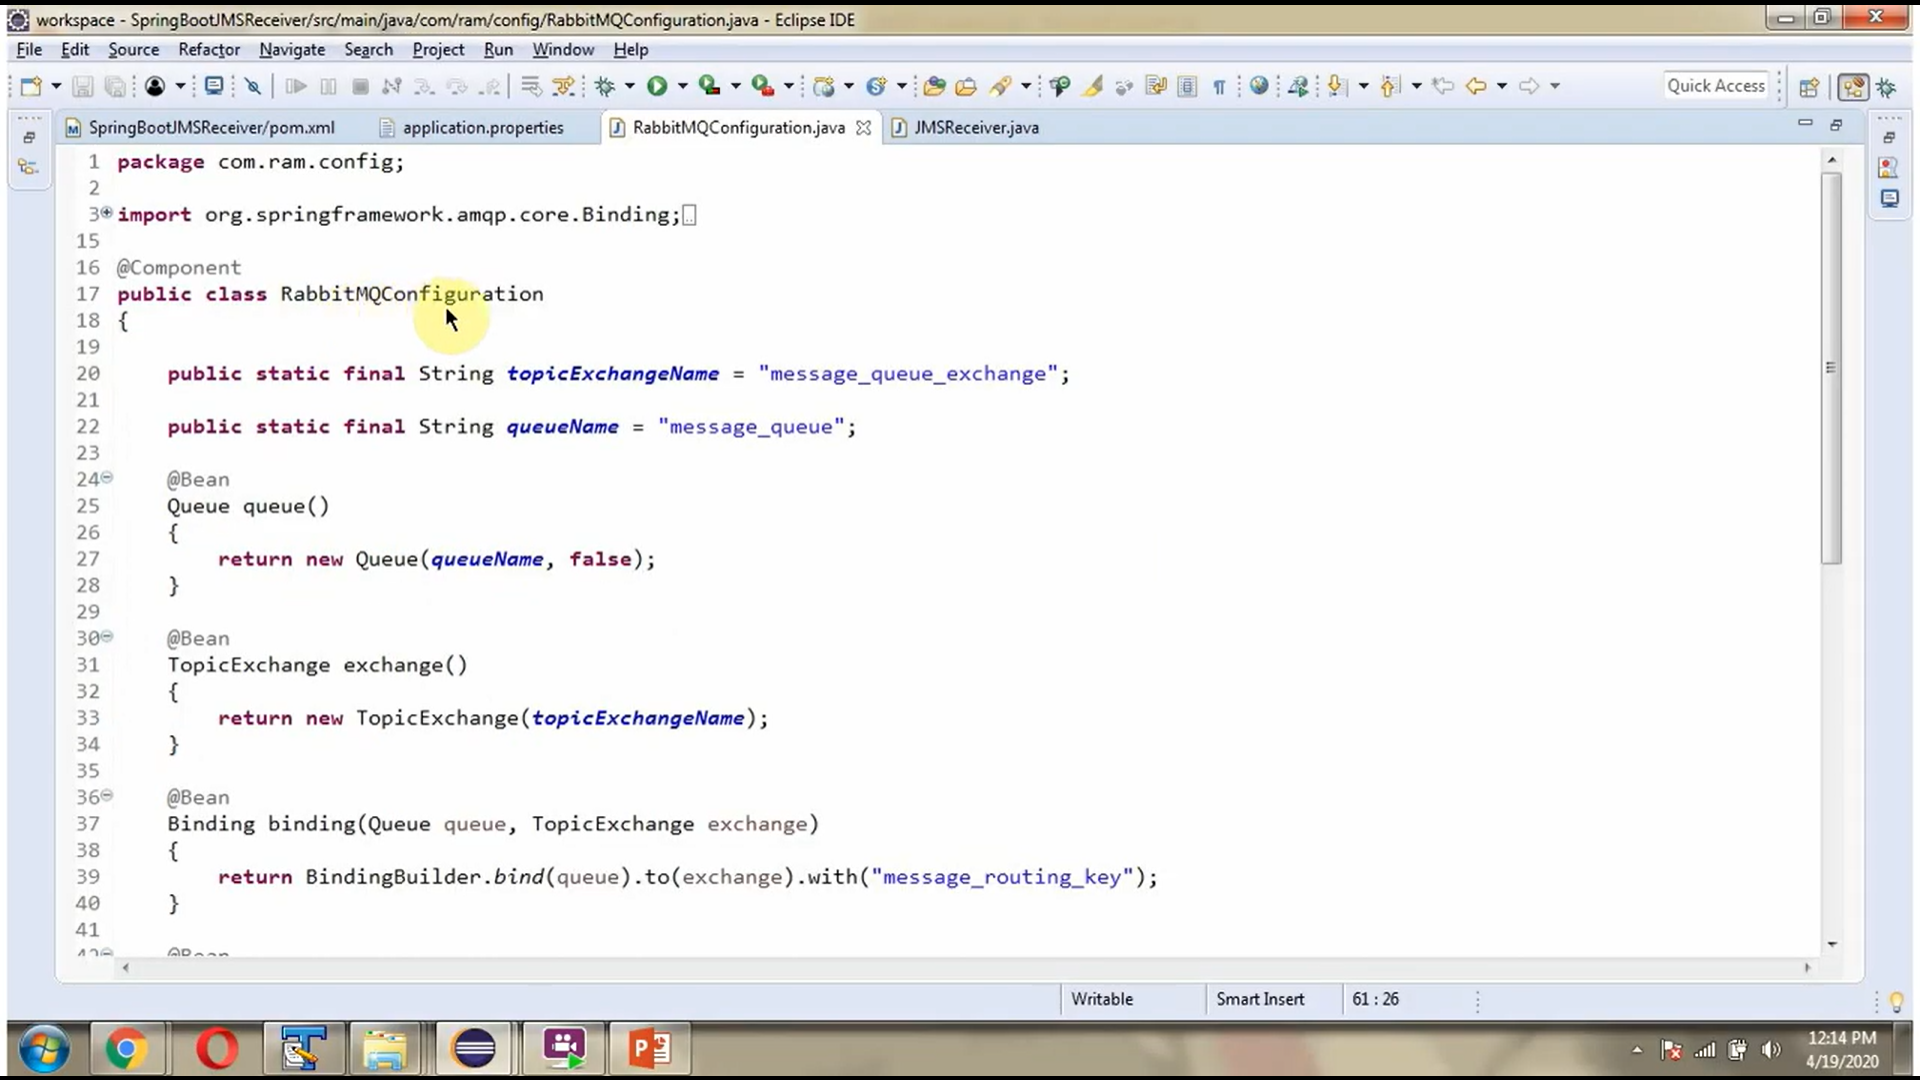 workspace - SpringBootJMSReceiver/src/main/java/com/ram/config/RabbitMQConfiguration.java - Eclipse IDE
File Edit Source Refactor Navigate Search Project Run Window Help
Quick Access
SpringBootJMSReceiver/pom.xml application.properties RabbitMQConfiguration.java JMSReceiver.java
1 package com.ram.config;
2
3 import org.springframework.amqp.core.Binding;
15
16 @Component
17 public class RabbitMQConfiguration
18 {
19
20 public static final String topicExchangeName = "message_queue_exchange";
21
22 public static final String queueName = "message_queue";
23
24 @Bean
25 Queue queue()
26 {
27 return new Queue(queueName, false);
28 }
29
30 @Bean
31 TopicExchange exchange()
32 {
33 return new TopicExchange(topicExchangeName);
34 }
35
36 @Bean
37 Binding binding(Queue queue, TopicExchange exchange)
38 {
39 return BindingBuilder.bind(queue).to(exchange).with("message_routing_key");
40 }
41
42 @Bean
Writable Smart Insert 61 : 26
12:14 PM
4/19/2020